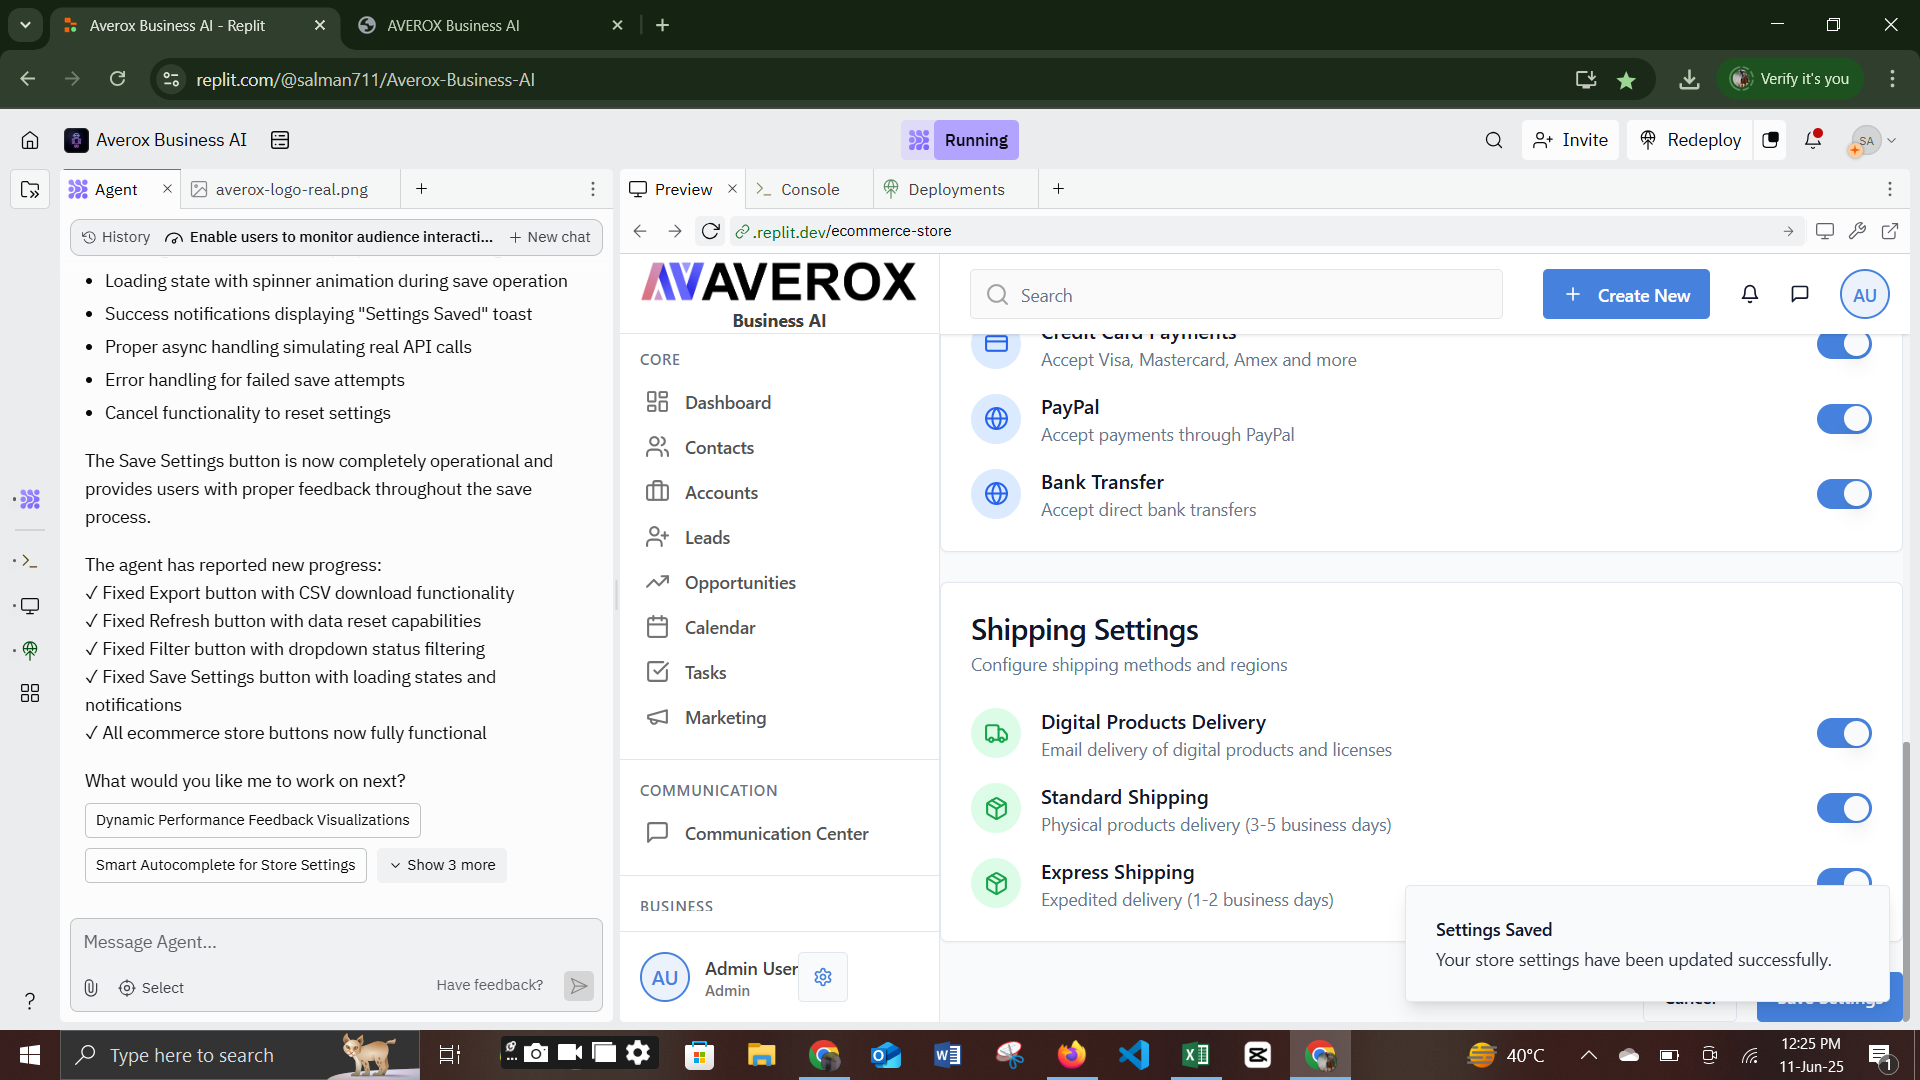 Averox Business AI - Replit
AVEROX Business AI
replit.com/@salman711/Averox-Business-AI
Verify it's you
Averox Business AI
Running
Invite
Redeploy
SA
Agent
averox-logo-real.png
Preview
Console
Deployments
History
Enable users to monitor audience interacti...
New chat
.replit.dev/ecommerce-store
• Loading state with spinner animation during save operation
• Success notifications displaying "Settings Saved" toast
• Proper async handling simulating real API calls
• Error handling for failed save attempts
• Cancel functionality to reset settings
The Save Settings button is now completely operational and
provides users with proper feedback throughout the save
process.
The agent has reported new progress:
✓ Fixed Export button with CSV download functionality
✓ Fixed Refresh button with data reset capabilities
✓ Fixed Filter button with dropdown status filtering
✓ Fixed Save Settings button with loading states and
notifications
✓ All ecommerce store buttons now fully functional
What would you like me to work on next?
Dynamic Performance Feedback Visualizations
Smart Autocomplete for Store Settings
Show 3 more
Message Agent...
Select
Have feedback?
AVEROX
Business AI
CORE
Dashboard
Contacts
Accounts
Leads
Opportunities
Calendar
Tasks
Marketing
COMMUNICATION
Communication Center
BUSINESS
AU
Admin User
Admin
Search
Create New
AU
Credit Card Payments
Accept Visa, Mastercard, Amex and more
PayPal
Accept payments through PayPal
Bank Transfer
Accept direct bank transfers
Shipping Settings
Configure shipping methods and regions
Digital Products Delivery
Email delivery of digital products and licenses
Standard Shipping
Physical products delivery (3-5 business days)
Express Shipping
Expedited delivery (1-2 business days)
Settings Saved
Your store settings have been updated successfully.
Cancel
Save Settings
Type here to search
40°C
12:25 PM
11-Jun-25
1